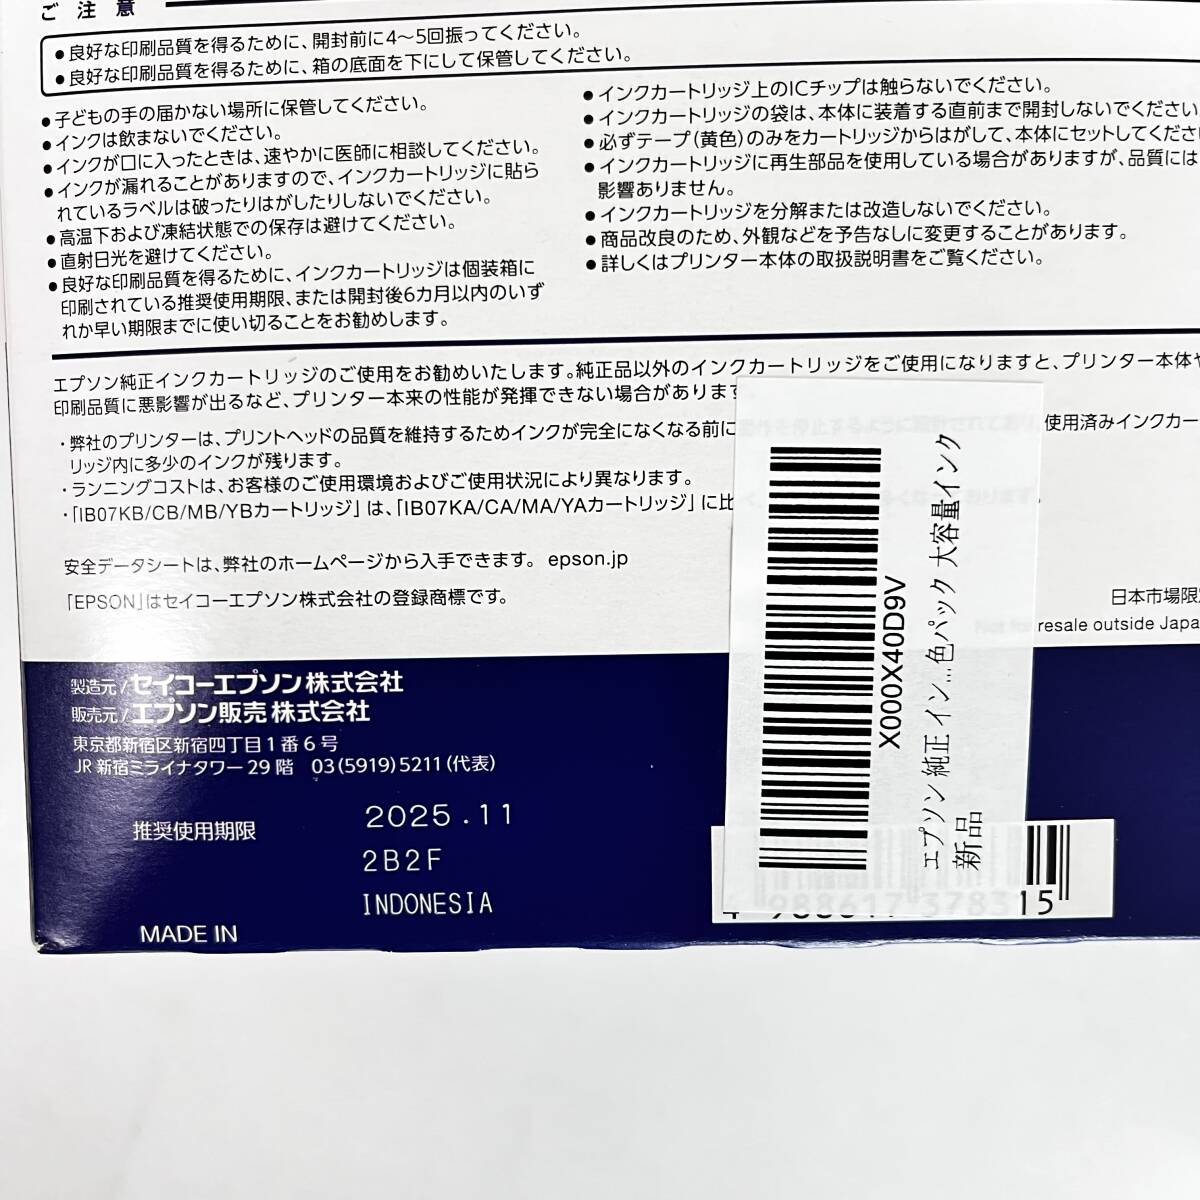 ご注意
●良好な印刷品質を得るために、開封前に4〜5回振ってください。
●良好な印刷品質を得るために、箱の底面を下にして保管してください。
●子どもの手の届かない場所に保管してください。
●インクは飲まないでください。
●インクが口に入ったときは、速やかに医師に相談してください。
●インクが漏れることがありますので、インクカートリッジに貼ら
れているラベルは破ったりはがしたりしないでください。
●高温下および凍結状態での保存は避けてください。
●直射日光を避けてください。
●良好な印刷品質を得るために、インクカートリッジは個装箱に
印刷されている推奨使用期限、または開封後6カ月以内のいず
れか早い期限までに使い切ることをお勧めします。
●インクカートリッジ上のICチップは触らないでください。
●インクカートリッジの袋は、本体に装着する直前まで開封しないでください
●必ずテープ(黄色)のみをカートリッジからはがして、本体にセットしてくださ
●インクカートリッジに再生部品を使用している場合がありますが、品質には
影響ありません。
●インクカートリッジを分解または改造しないでください。
●商品改良のため、外観などを予告なしに変更することがあります。
●詳しくはプリンター本体の取扱説明書をご覧ください。
エプソン純正インクカートリッジのご使用をお勧めいたします。純正品以外のインクカートリッジをご使用になりますと、プリンター本体や
印刷品質に悪影響が出るなど、プリンター本来の性能が発揮できない場合があります
・弊社のプリンターは、プリントヘッドの品質を維持するためインクが完全になくなる前に動作を停止するように設計されており、使用済みインクカー
リッジ内に多少のインクが残ります。
・ランニングコストは、お客様のご使用環境およびご使用状況により異なります。
・「IB07KB/CB/MB/YBカートリッジ」は、「IB07KA/CA/MA/YAカートリッジ」に比
安全データシートは、弊社のホームページから入手できます。 epson.jp
「EPSON」はセイコーエプソン株式会社の登録商標です。
日本市場限定
Not for resale outside Japa
製造元/セイコーエプソン株式会社
販売元/エプソン販売株式会社
東京都新宿区新宿四丁目1番6号
JR新宿ミライナタワー29階 03(5919)5211(代表)
推奨使用期限 2025.11
2B2F
INDONESIA
MADE IN
X000X40D9V
エプソン 純正 イン...色パック 大容量インク
新品
4 988617 378315